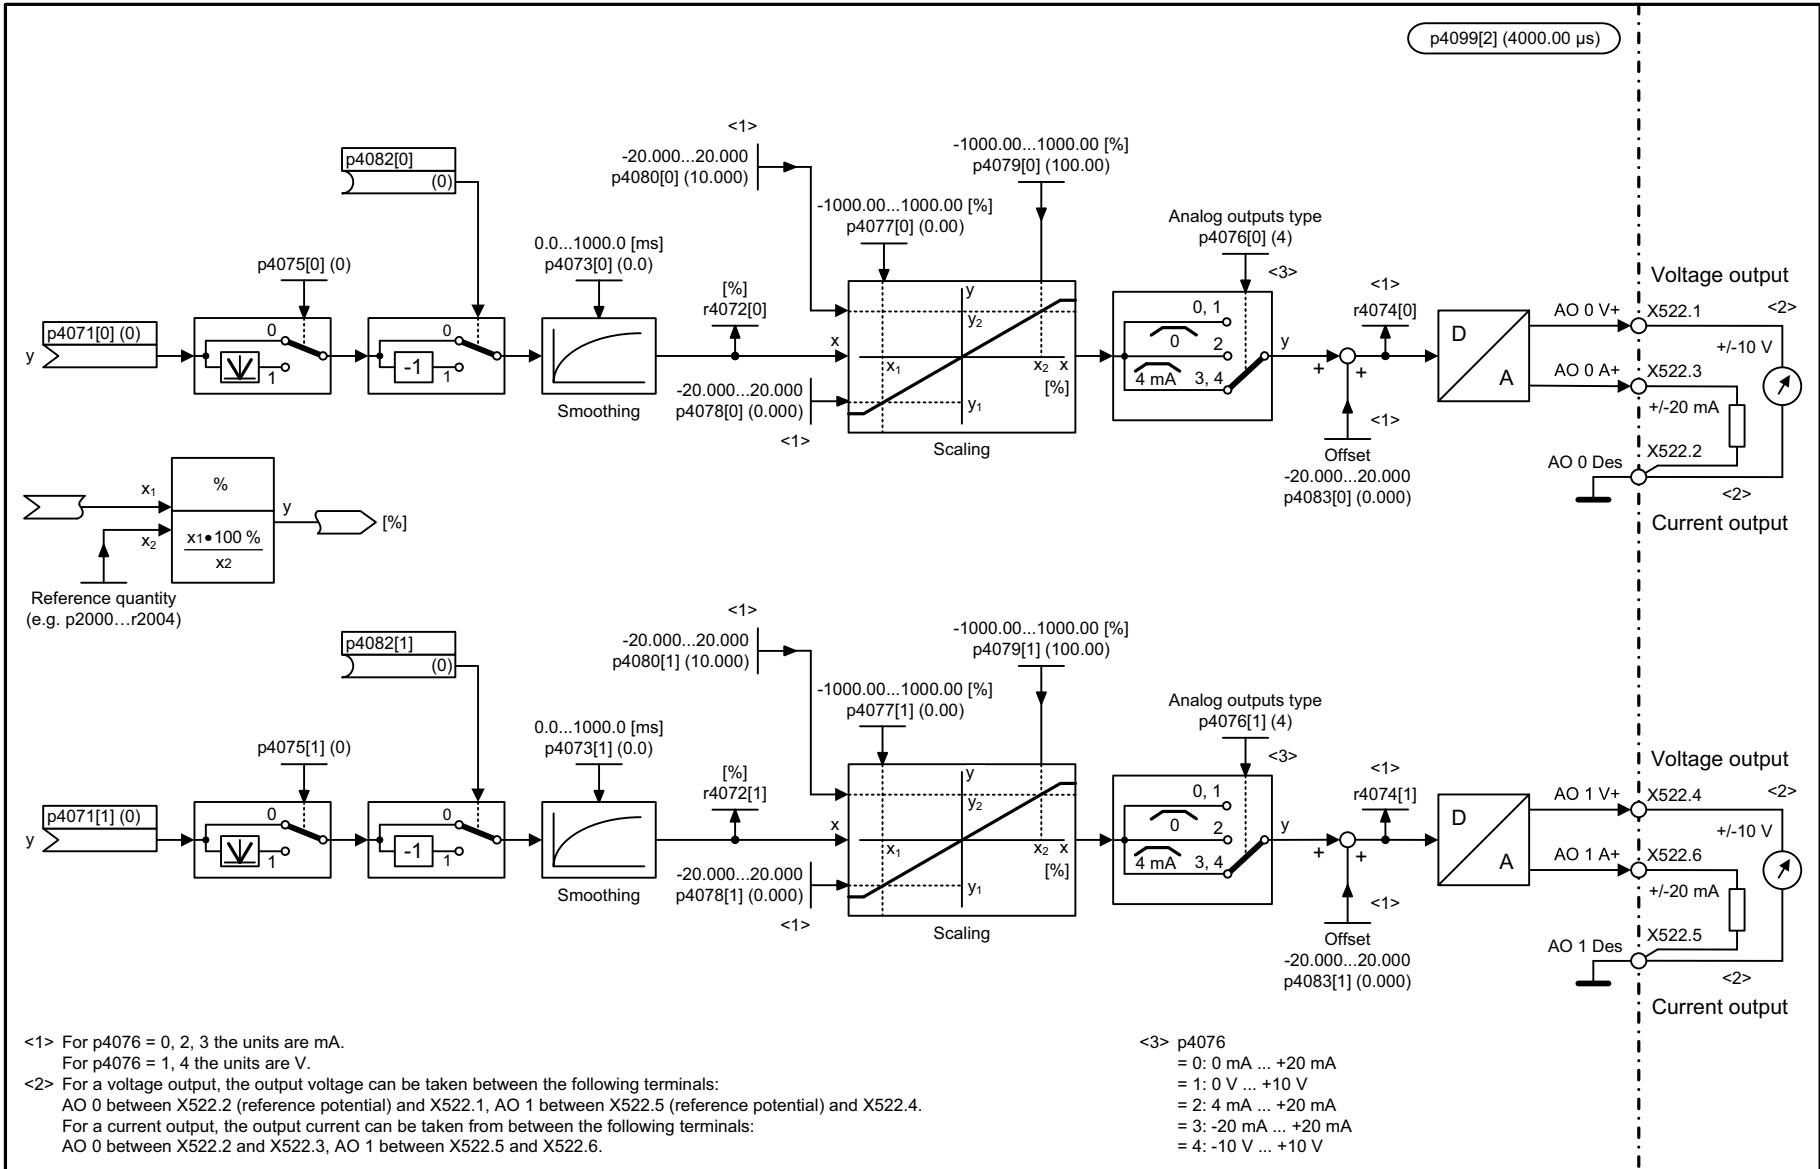 p4099[2] (4000.00 µs)
<1>
-20.000...20.000
p4080[0] (10.000)
-1000.00...1000.00 [%]
p4079[0] (100.00)
p4082[0]
(0)
-1000.00...1000.00 [%]
p4077[0] (0.00)
Analog outputs type
p4076[0] (4)
<3>
0.0...1000.0 [ms]
p4073[0] (0.0)
p4075[0] (0)
[%]
r4072[0]
<1>
r4074[0]
Voltage output
<2>
p4071[0] (0)
y
0
1
0
-1
1
Smoothing
x
-20.000...20.000
p4078[0] (0.000)
<1>
y
y2
x1
x2 x
[%]
y1
Scaling
0, 1
0
2
4 mA
3, 4
y
+
+
<1>
Offset
-20.000...20.000
p4083[0] (0.000)
D
A
AO 0 V+
X522.1
+/-10 V
AO 0 A+
X522.3
+/-20 mA
X522.2
AO 0 Des
<2>
Current output
x1
x2
%
x1•100 %
x2
y
[%]
Reference quantity
(e.g. p2000…r2004)
<1>
-20.000...20.000
p4080[1] (10.000)
-1000.00...1000.00 [%]
p4079[1] (100.00)
p4082[1]
(0)
-1000.00...1000.00 [%]
p4077[1] (0.00)
Analog outputs type
p4076[1] (4)
<3>
0.0...1000.0 [ms]
p4073[1] (0.0)
p4075[1] (0)
[%]
r4072[1]
<1>
r4074[1]
Voltage output
<2>
p4071[1] (0)
y
0
1
0
-1
1
Smoothing
x
-20.000...20.000
p4078[1] (0.000)
<1>
y
y2
x1
x2 x
[%]
y1
Scaling
0, 1
0
2
4 mA
3, 4
y
+
+
<1>
Offset
-20.000...20.000
p4083[1] (0.000)
D
A
AO 1 V+
X522.4
+/-10 V
AO 1 A+
X522.6
+/-20 mA
X522.5
AO 1 Des
<2>
Current output
<1> For p4076 = 0, 2, 3 the units are mA.
For p4076 = 1, 4 the units are V.
<2> For a voltage output, the output voltage can be taken between the following terminals:
AO 0 between X522.2 (reference potential) and X522.1, AO 1 between X522.5 (reference potential) and X522.4.
For a current output, the output current can be taken from between the following terminals:
AO 0 between X522.2 and X522.3, AO 1 between X522.5 and X522.6.
<3> p4076
= 0: 0 mA ... +20 mA
= 1: 0 V ... +10 V
= 2: 4 mA ... +20 mA
= 3: -20 mA ... +20 mA
= 4: -10 V ... +10 V